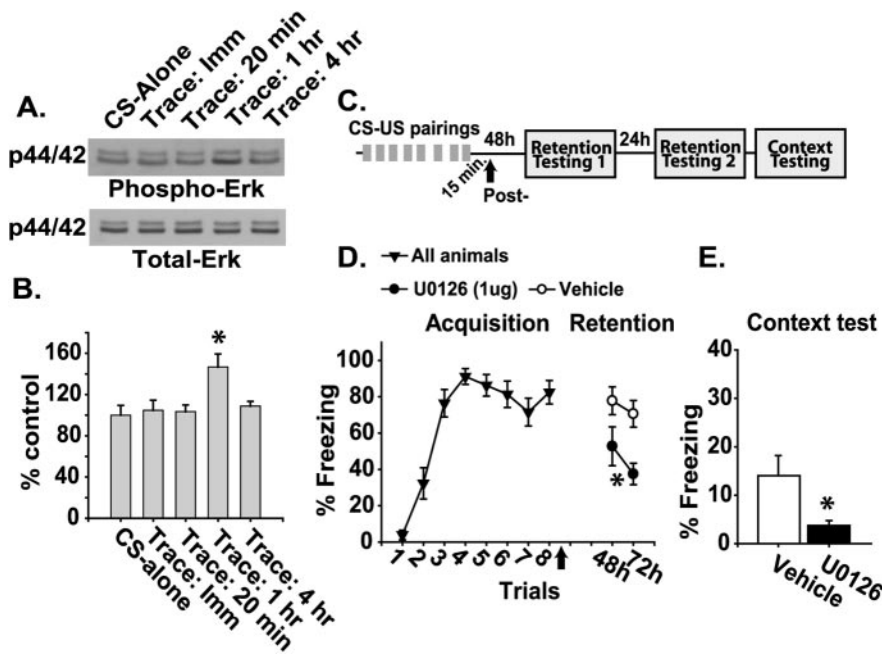 A.
CS-Alone
Trace: Imm
Trace: 20 min
Trace: 1 hr
Trace: 4 hr
p44/42
Phospho-Erk
p44/42
Total-Erk
B.
% control
160
120
80
40
0
*
CS-alone
Trace: Imm
Trace: 20 min
Trace: 1 hr
Trace: 4 hr
C.
CS-US pairings
15 min.
48h
Post-
Retention
Testing 1
24h
Retention
Testing 2
Context
Testing
D.
All animals
U0126 (1ug)
Vehicle
Acquisition
Retention
% Freezing
100
80
60
40
20
0
*
1
2
3
4
5
6
7
8
48h
72h
Trials
E.
Context test
% Freezing
40
30
20
10
0
*
Vehicle
U0126